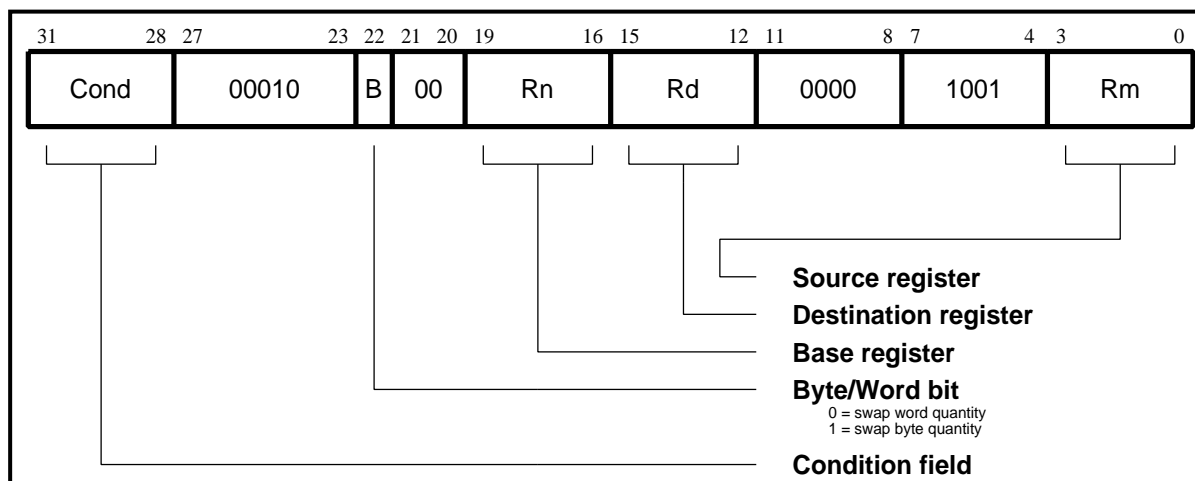 31 28 27 23 22 21 20 19 16 15 12 11 8 7 4 3 0
Cond 00010 B 00 Rn Rd 0000 1001 Rm
Source register
Destination register
Base register
Byte/Word bit
0 = swap word quantity
1 = swap byte quantity
Condition field